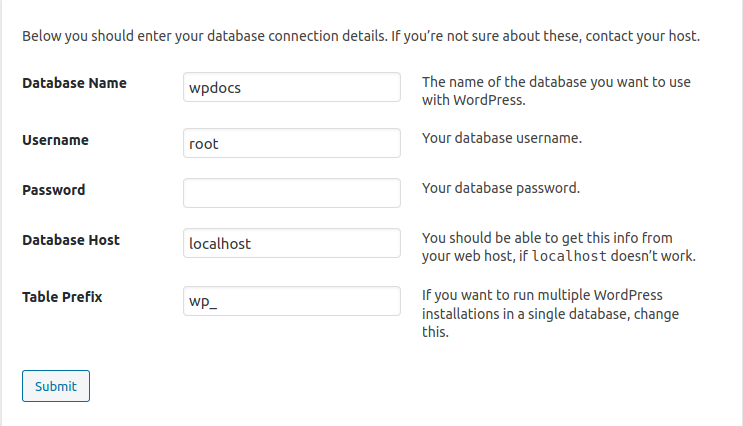 Below you should enter your database connection details. If you’re not sure about these, contact your host.
Database Name
wpdocs
The name of the database you want to use
with WordPress.
Username
root
Your database username.
Password
Your database password.
Database Host
localhost
You should be able to get this info from
your web host, if localhost doesn’t work.
Table Prefix
wp_
If you want to run multiple WordPress
installations in a single database, change
this.
Submit